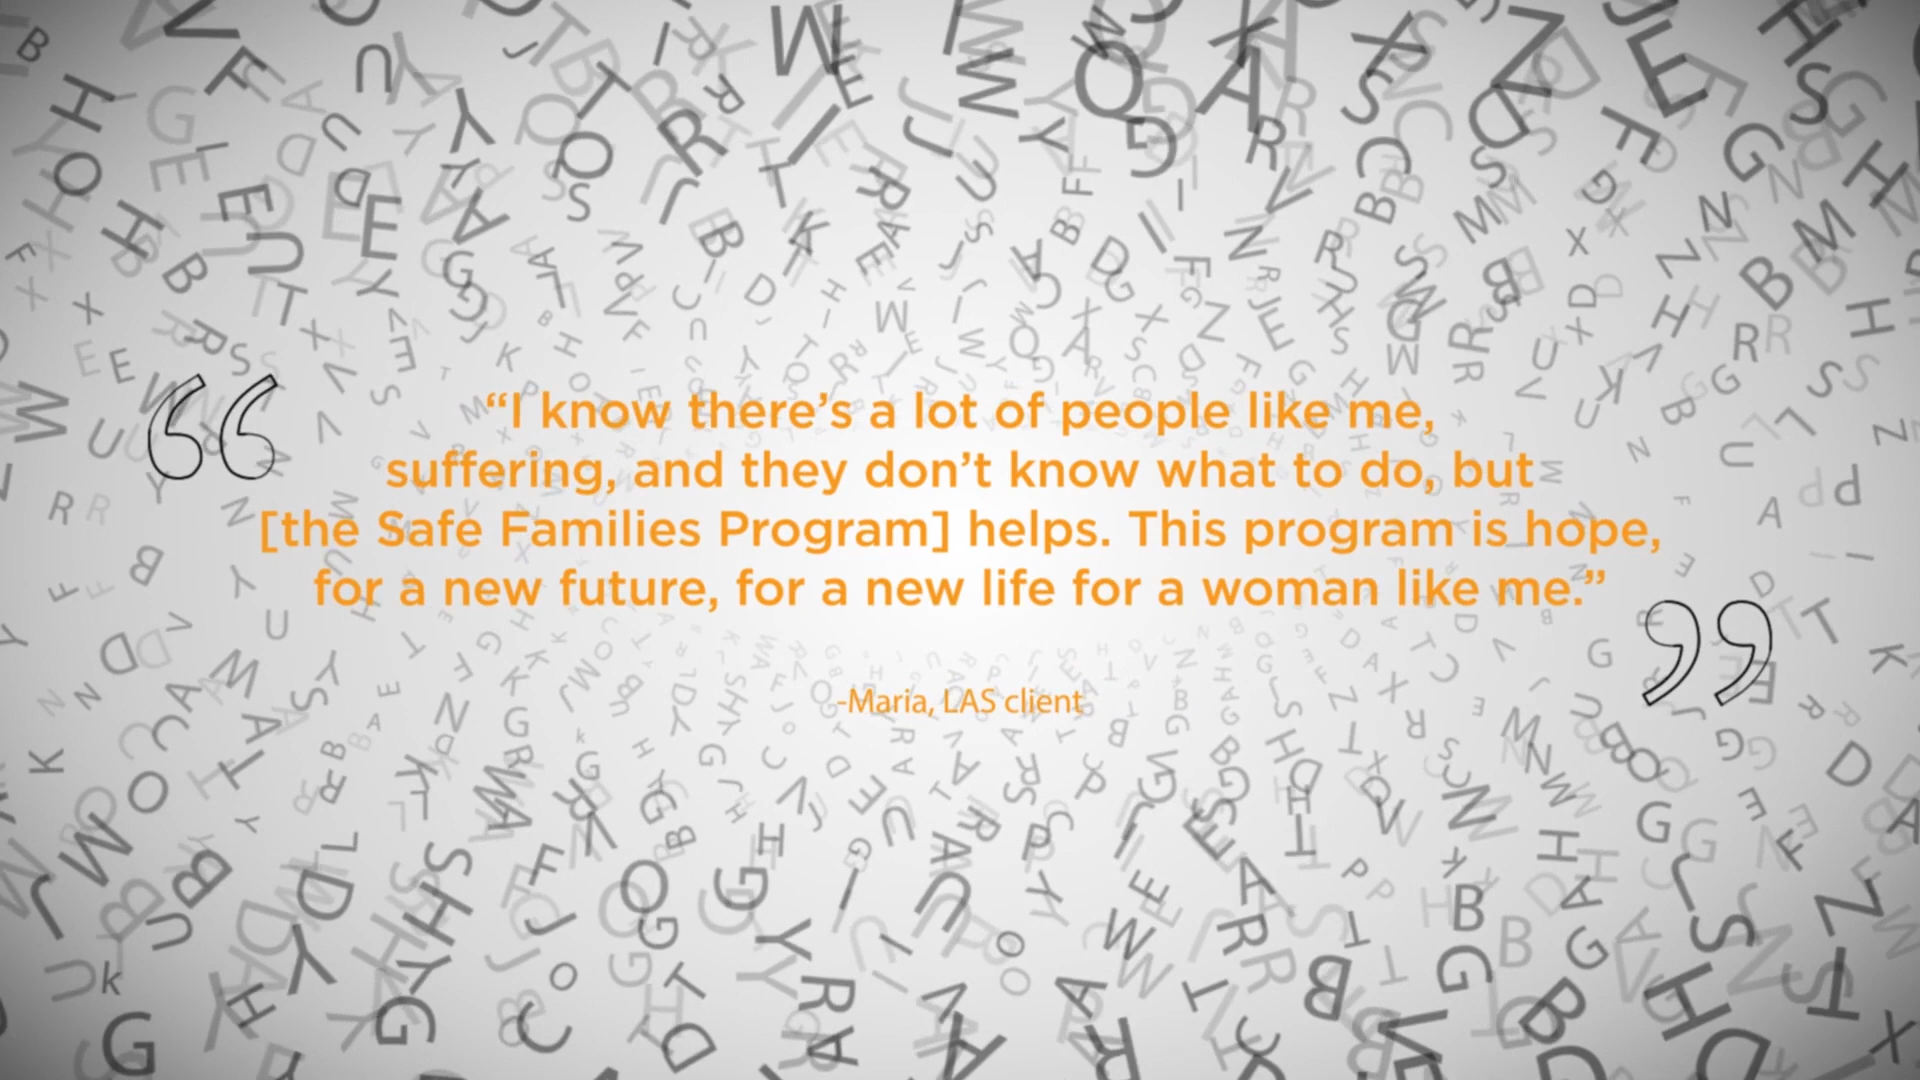 “I know there’s a lot of people like me,
suffering, and they don’t know what to do, but
[the Safe Families Program] helps. This program is hope,
for a new future, for a new life for a woman like me.”
-Maria, LAS client